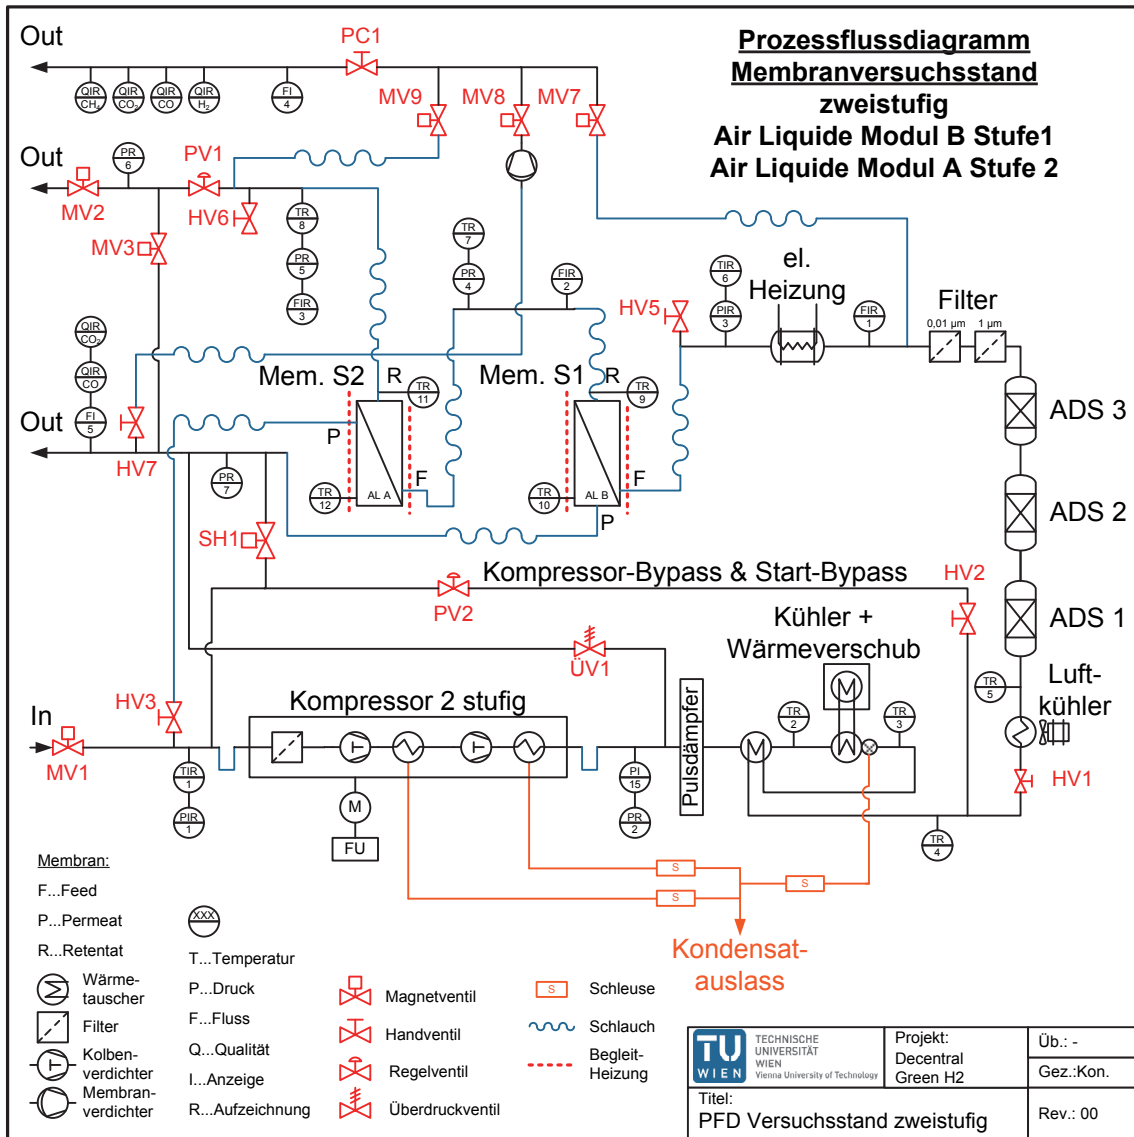 Prozessflussdiagramm
Membranversuchsstand
zweistufig
Air Liquide Modul B Stufe1
Air Liquide Modul A Stufe 2
Out
PC1
QIR CH₄
QIR CO₂
QIR CO
QIR H₂
FI 4
MV9
MV8
MV7
Out
PR 6
PV1
MV2
HV6
MV3
TR 8
PR 5
FIR 3
TR 7
PR 4
FIR 2
TIR 6
PIR 3
el.
Heizung
FIR 1
Filter
0,01 µm
1 µm
HV5
QIR CO₂
QIR CO
FI 5
Mem. S2
R
TR 11
Mem. S1
R
TR 9
ADS 3
Out
P
F
F
HV7
PR 7
TR 12
AL A
TR 10
AL B
P
ADS 2
SH1
Kompressor-Bypass & Start-Bypass
HV2
PV2
Kühler +
Wärmeverschub
ADS 1
ÜV1
TR 5
Luft-
kühler
HV3
Kompressor 2 stufig
Pulsdämpfer
M
TR 2
TR 3
In
MV1
TIR 1
PIR 1
PI 15
PR 2
HV1
M
FU
TR 4
S
S
S
Kondensat-
auslass
Membran:
F...Feed
P...Permeat
R...Retentat
XXX
T...Temperatur
P...Druck
F...Fluss
Q...Qualität
I...Anzeige
R...Aufzeichnung
Wärme-
tauscher
Filter
Kolben-
verdichter
Membran-
verdichter
Magnetventil
Handventil
Regelventil
Überdruckventil
S
Schleuse
Schlauch
Begleit-
Heizung
TU
WIEN
TECHNISCHE
UNIVERSITÄT
WIEN
Vienna University of Technology
Projekt:
Decentral
Green H2
Üb.: -
Gez.:Kon.
Titel:
PFD Versuchsstand zweistufig
Rev.: 00